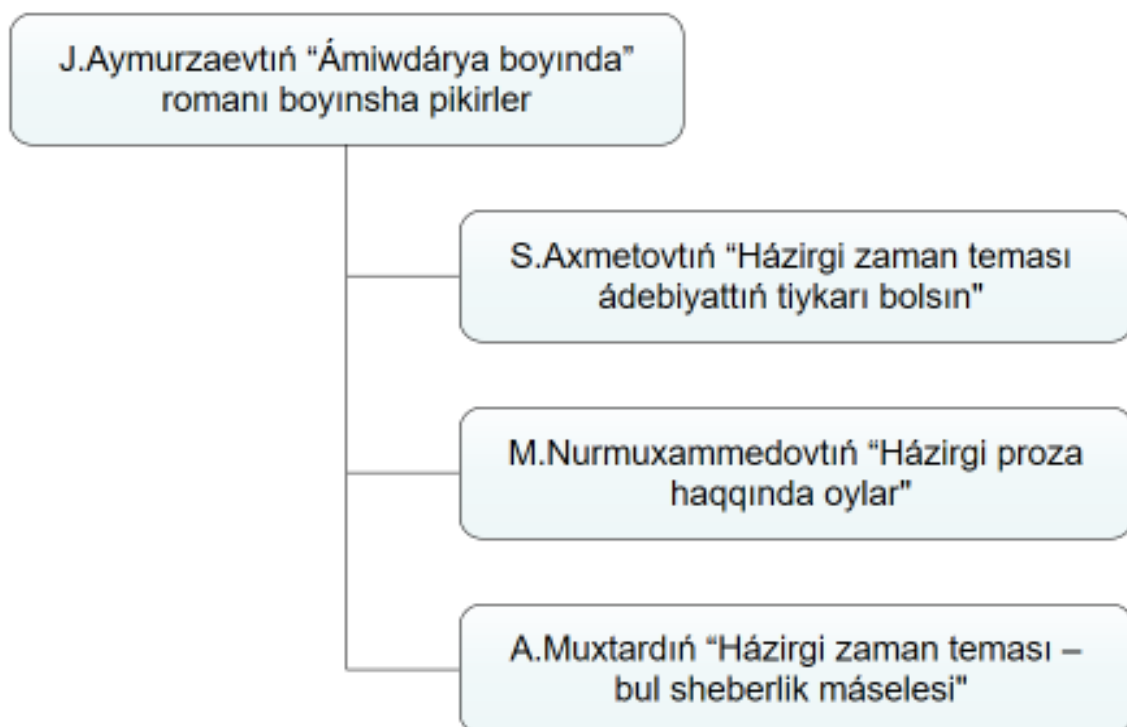 J.Aymurzaevtıń “Ámiwdárya boyında”
romanı boyınsha pikirler
S.Axmetovtıń “Házirgi zaman teması
ádebiyattıń tiykarı bolsın"
M.Nurmuxammedovtıń “Házirgi proza
haqqında oylar"
A.Muxtardıń “Házirgi zaman teması –
bul sheberlik máselesi"